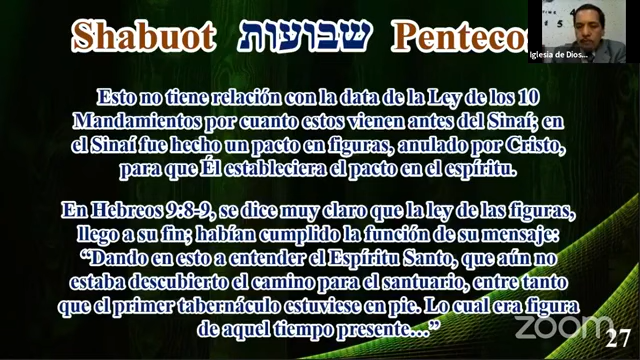 Shabuot שבועות Penteco
Iglesia de Dios...
Esto no tiene relación con la data de la Ley de los 10
Mandamientos por cuanto estos vienen antes del Sinaí; en
el Sinaí fue hecho un pacto en figuras, anulado por Cristo,
para que Él estableciera el pacto en el espíritu.
En Hebreos 9:8-9, se dice muy claro que la ley de las figuras,
llego a su fin; habían cumplido la función de su mensaje:
“Dando en esto a entender el Espíritu Santo, que aún no
estaba descubierto el camino para el santuario, entre tanto
que el primer tabernáculo estuviese en pie. Lo cual era figura
de aquel tiempo presente…”
zoom
27